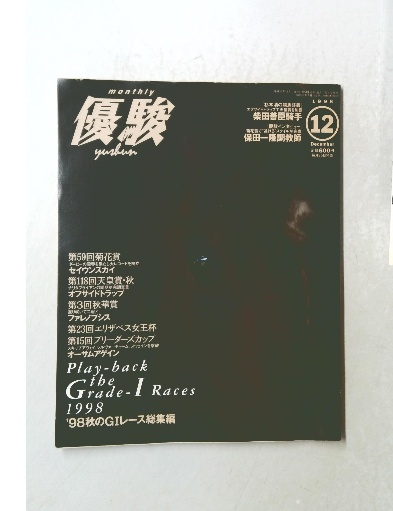 monthly
優駿
yushun
1998
12
December
柴田善臣騎手
保田一隆調教師
第59回菊花賞
セイウンスカイ
第118回天皇賞・秋
オフサイドトラップ
第3回秋華賞
ファレノプシス
第23回エリザベス女王杯
第15回ブリーダーズカップ
オーサムアゲイン
Play-back
the
Grade-I Races
1998
'98秋のGIレース総集編